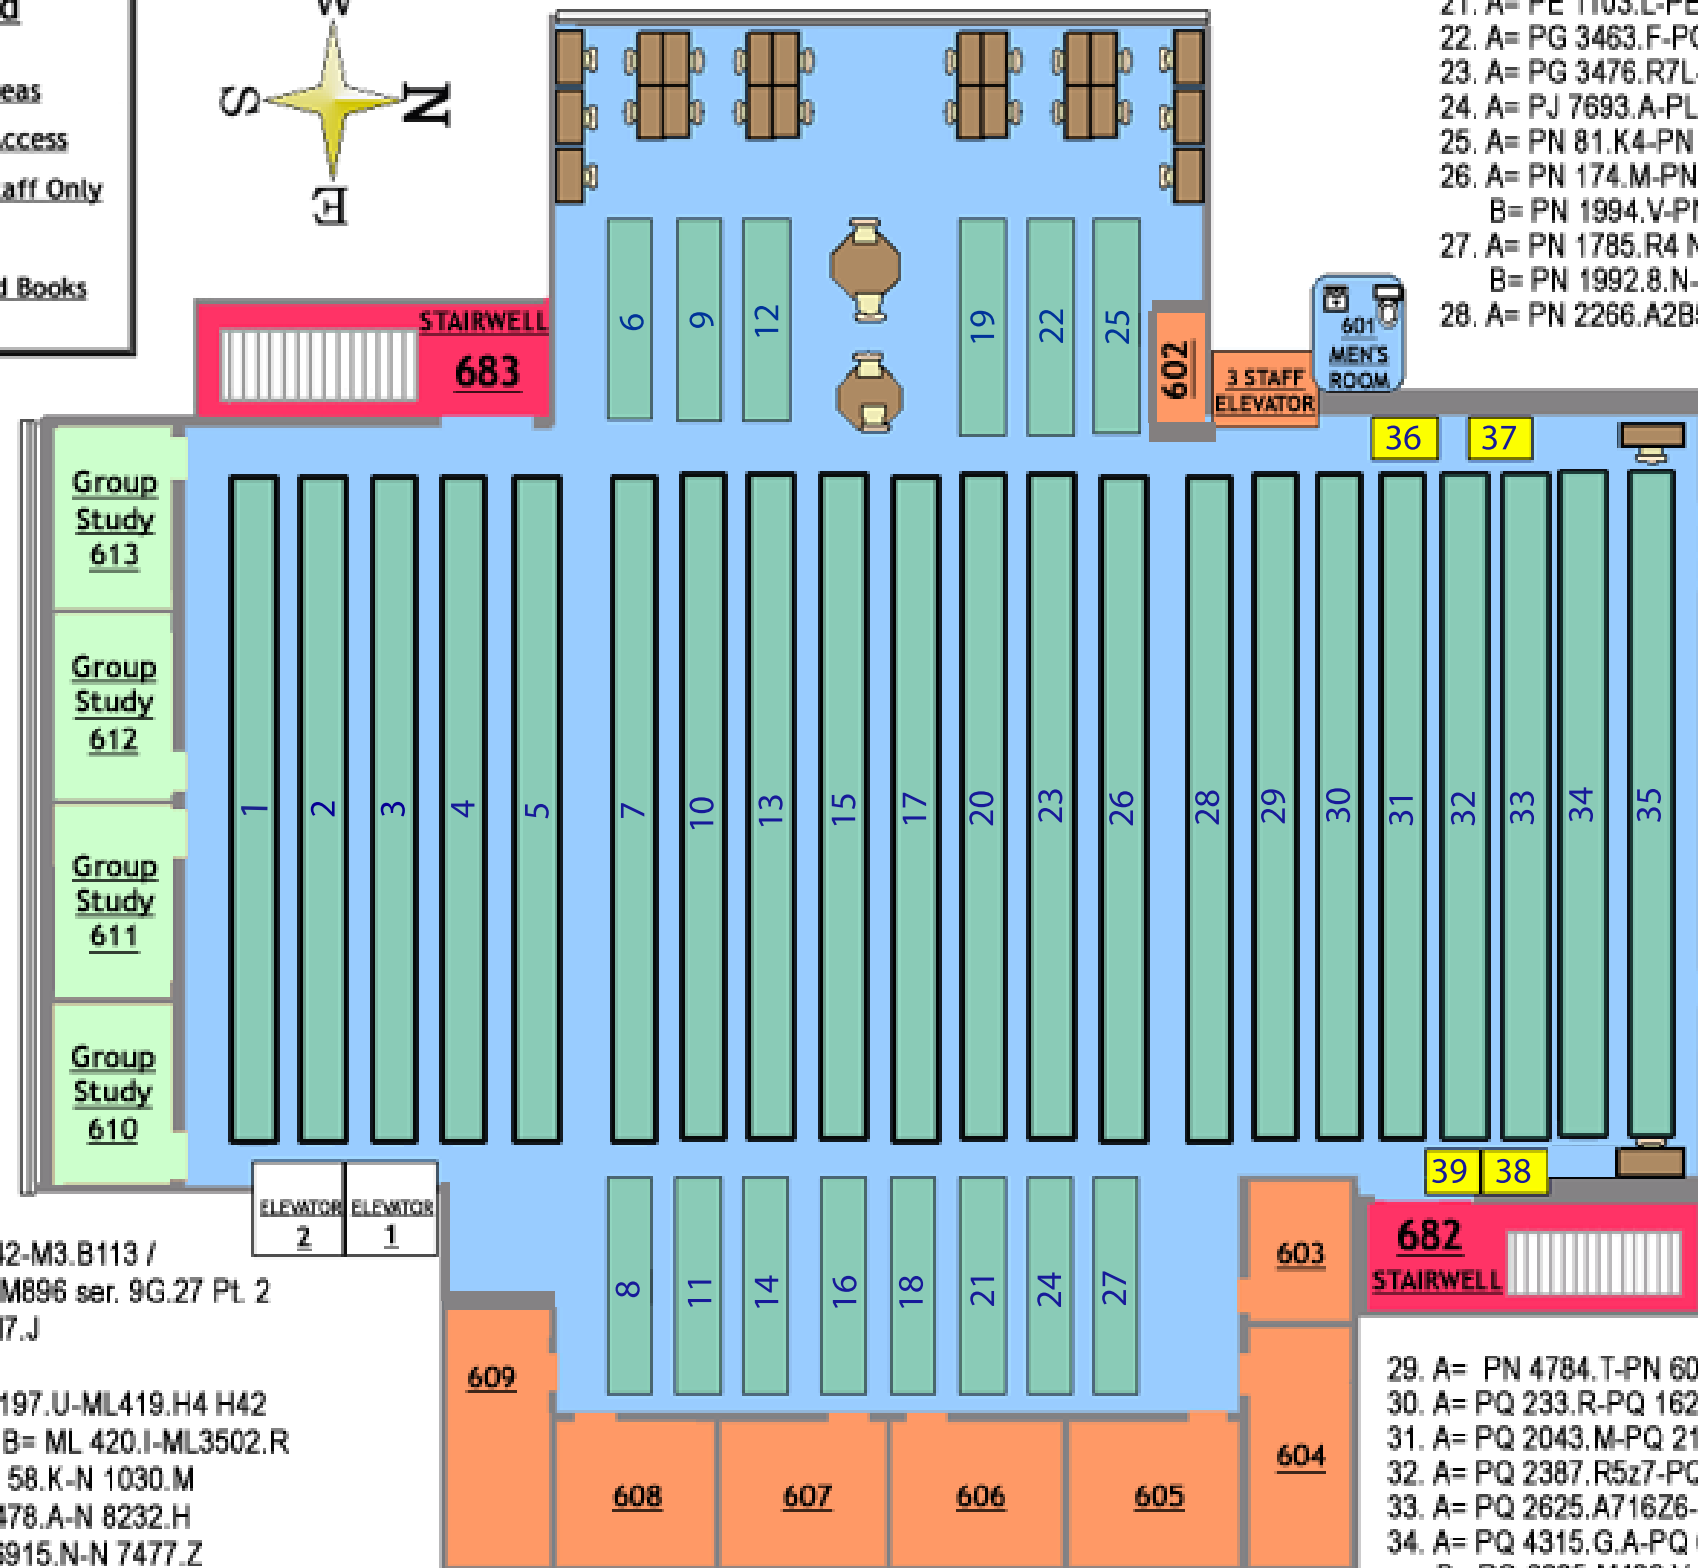 W
S
N
E
eas
Access
aff Only
d Books
21. A= PE 1103.L-PE
22. A= PG 3463.F-PG
23. A= PG 3476.R7L-
24. A= PJ 7693.A-PL
25. A= PN 81.K4-PN
26. A= PN 174.M-PN
B= PN 1994.V-PN
27. A= PN 1785.R4 N
B= PN 1992.8.N-
28. A= PN 2266.A2B
STAIRWELL
683
6
9
12
19
22
25
602
3 STAFF
ELEVATOR
601
MEN'S
ROOM
36
37
Group
Study
613
Group
Study
612
Group
Study
611
Group
Study
610
1
2
3
4
5
7
10
13
15
17
20
23
26
28
29
30
31
32
33
34
35
39
38
ELEVATOR
2
ELEVATOR
1
8
11
14
16
18
21
24
27
603
682
STAIRWELL
609
608
607
606
605
604
42-M3.B113 /
M896 ser. 9G.27 Pt. 2
7.J
197.U-ML419.H4 H42
B= ML 420.I-ML3502.R
58.K-N 1030.M
478.A-N 8232.H
6915.N-N 7477.Z
29. A= PN 4784.T-PN 60
30. A= PQ 233.R-PQ 162
31. A= PQ 2043.M-PQ 21
32. A= PQ 2387.R5z7-PQ
33. A= PQ 2625.A716Z6-
34. A= PQ 4315.G.A-PQ